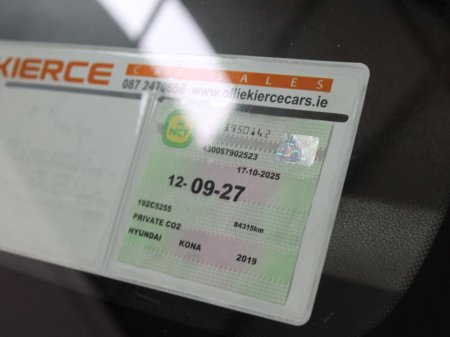 KIERCE
CAR SALES
087 2470656 www.olliekiercecars.ie
NCT
3950142
430057902523
17-10-2025
12-09-27
192C5255
84315km
PRIVATE CO2
HYUNDAI KONA 2019